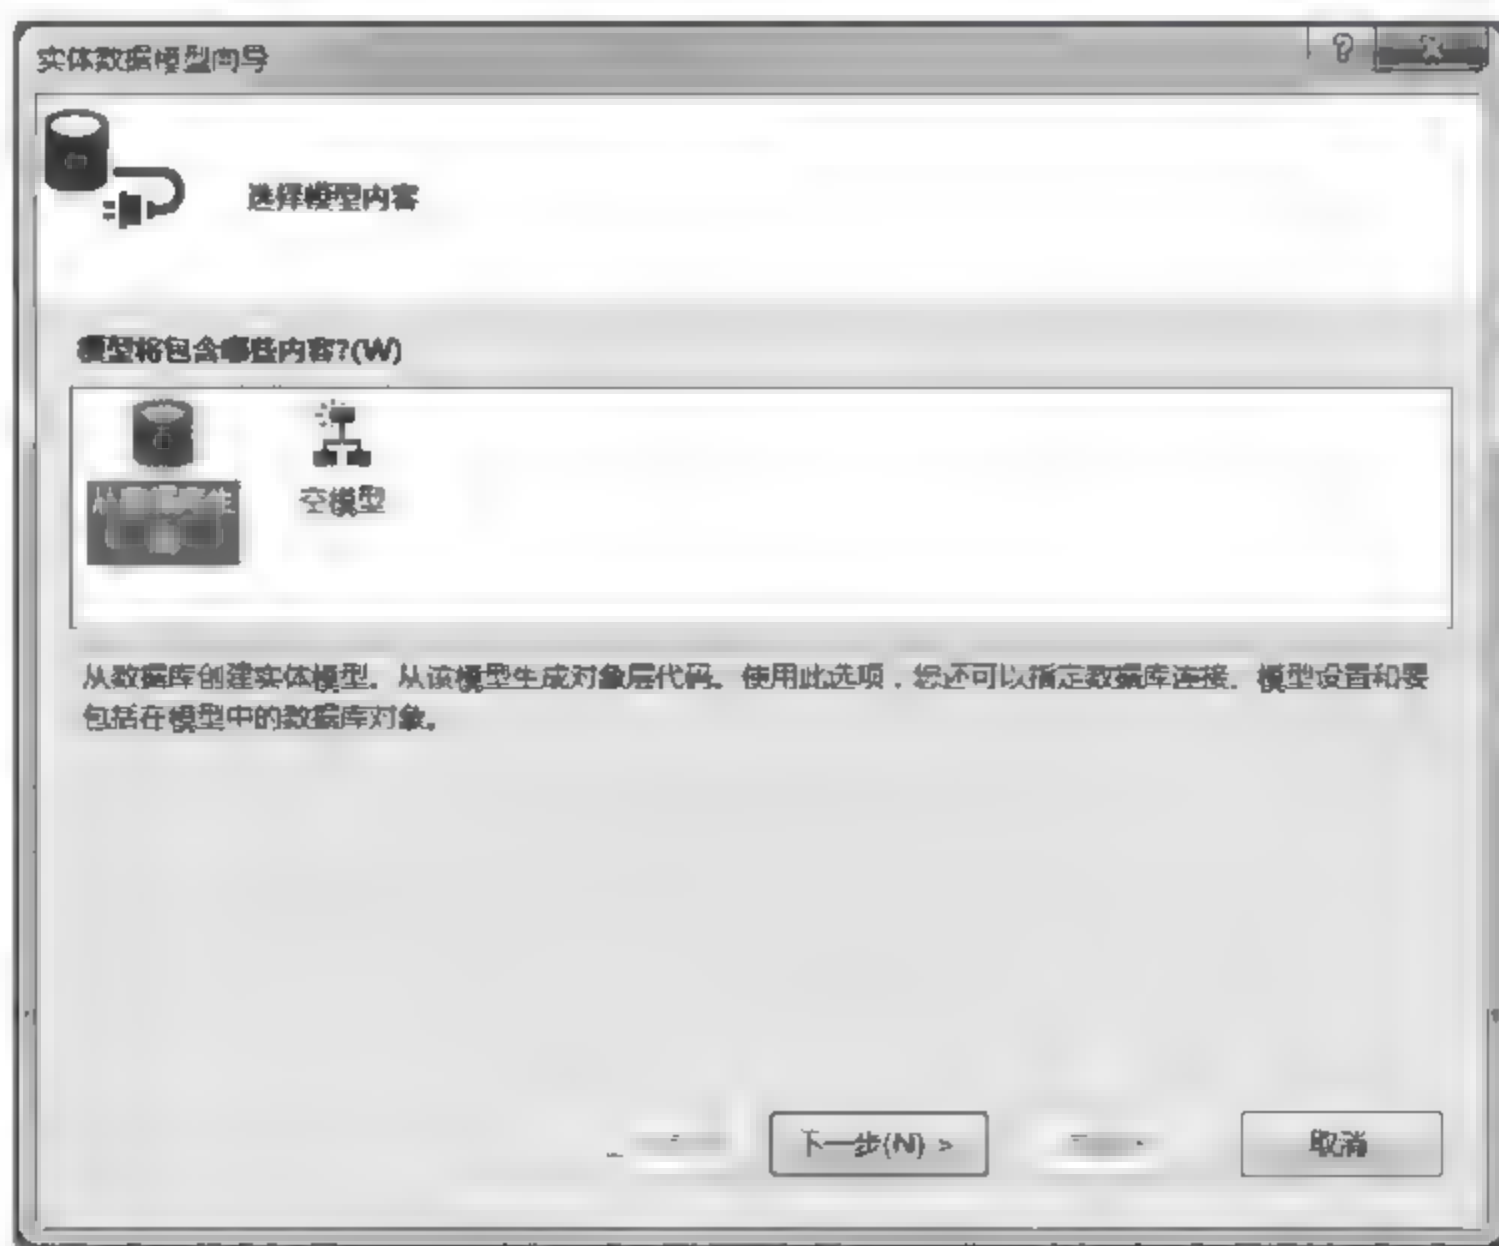 实体数据模型向导
选择模型内容
模型将包含哪些内容?(W)
空模型
从数据库创建实体模型。从该模型生成对象层代码。使用此选项，您还可以指定数据库连接、模型设置和要
包括在模型中的数据库对象。
下一步(N) >
取消